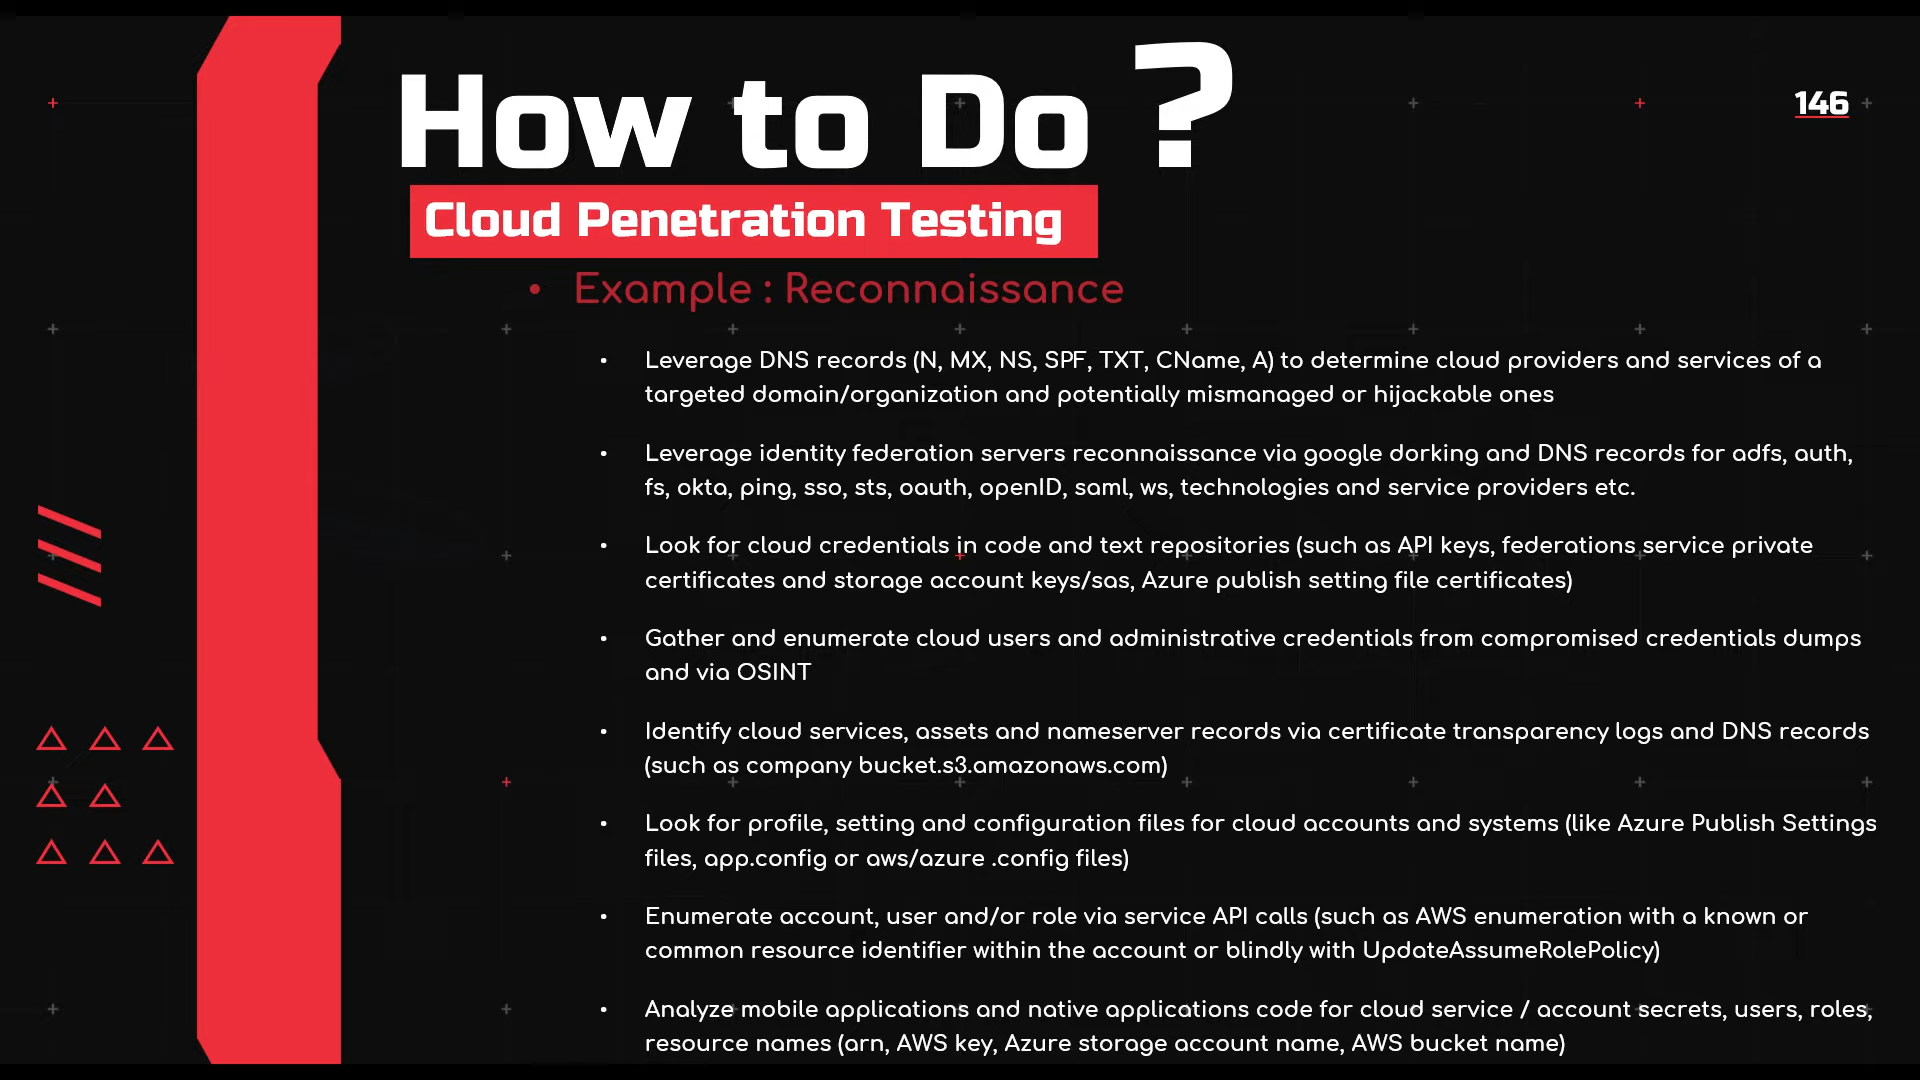 How to Do ?
146
Cloud Penetration Testing
• Example : Reconnaissance
• Leverage DNS records (N, MX, NS, SPF, TXT, CName, A) to determine cloud providers and services of a
targeted domain/organization and potentially mismanaged or hijackable ones
• Leverage identity federation servers reconnaissance via google dorking and DNS records for adfs, auth,
fs, okta, ping, sso, sts, oauth, openID, saml, ws, technologies and service providers etc.
• Look for cloud credentials in code and text repositories (such as API keys, federations service private
certificates and storage account keys/sas, Azure publish setting file certificates)
• Gather and enumerate cloud users and administrative credentials from compromised credentials dumps
and via OSINT
• Identify cloud services, assets and nameserver records via certificate transparency logs and DNS records
(such as company bucket.s3.amazonaws.com)
• Look for profile, setting and configuration files for cloud accounts and systems (like Azure Publish Settings
files, app.config or aws/azure .config files)
• Enumerate account, user and/or role via service API calls (such as AWS enumeration with a known or
common resource identifier within the account or blindly with UpdateAssumeRolePolicy)
• Analyze mobile applications and native applications code for cloud service / account secrets, users, roles,
resource names (arn, AWS key, Azure storage account name, AWS bucket name)